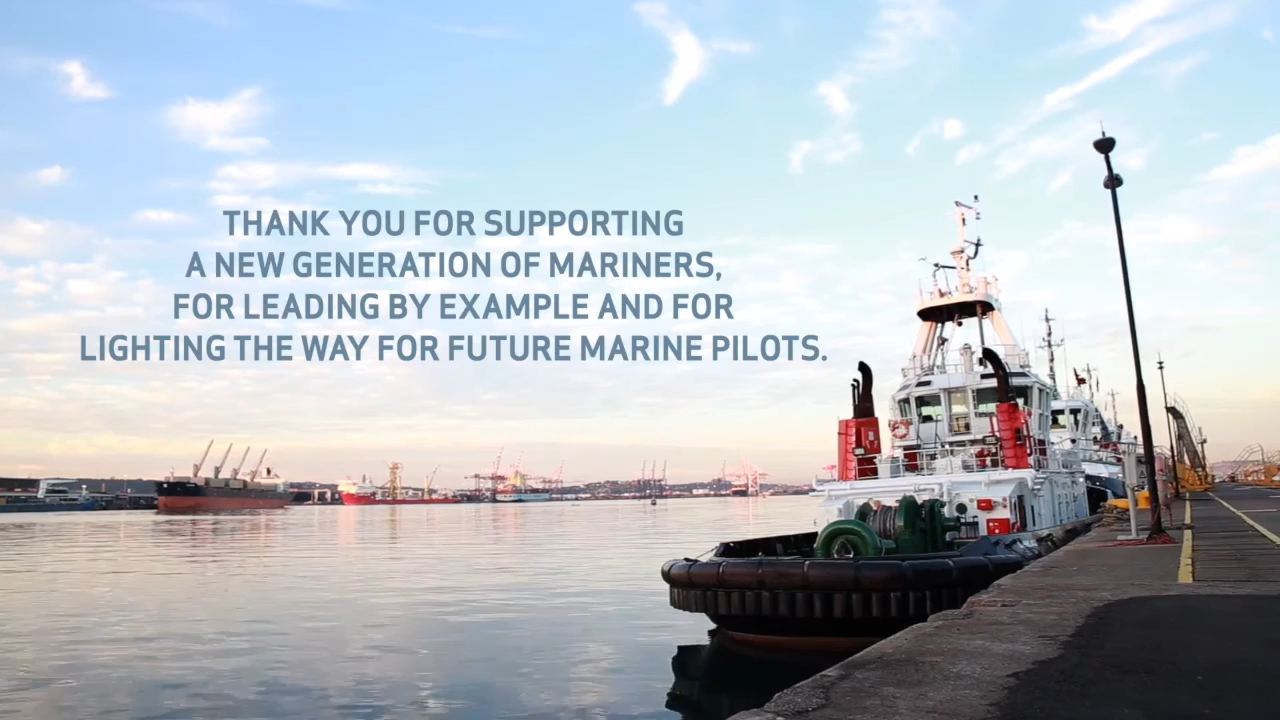 THANK YOU FOR SUPPORTING
A NEW GENERATION OF MARINERS,
FOR LEADING BY EXAMPLE AND FOR
LIGHTING THE WAY FOR FUTURE MARINE PILOTS.